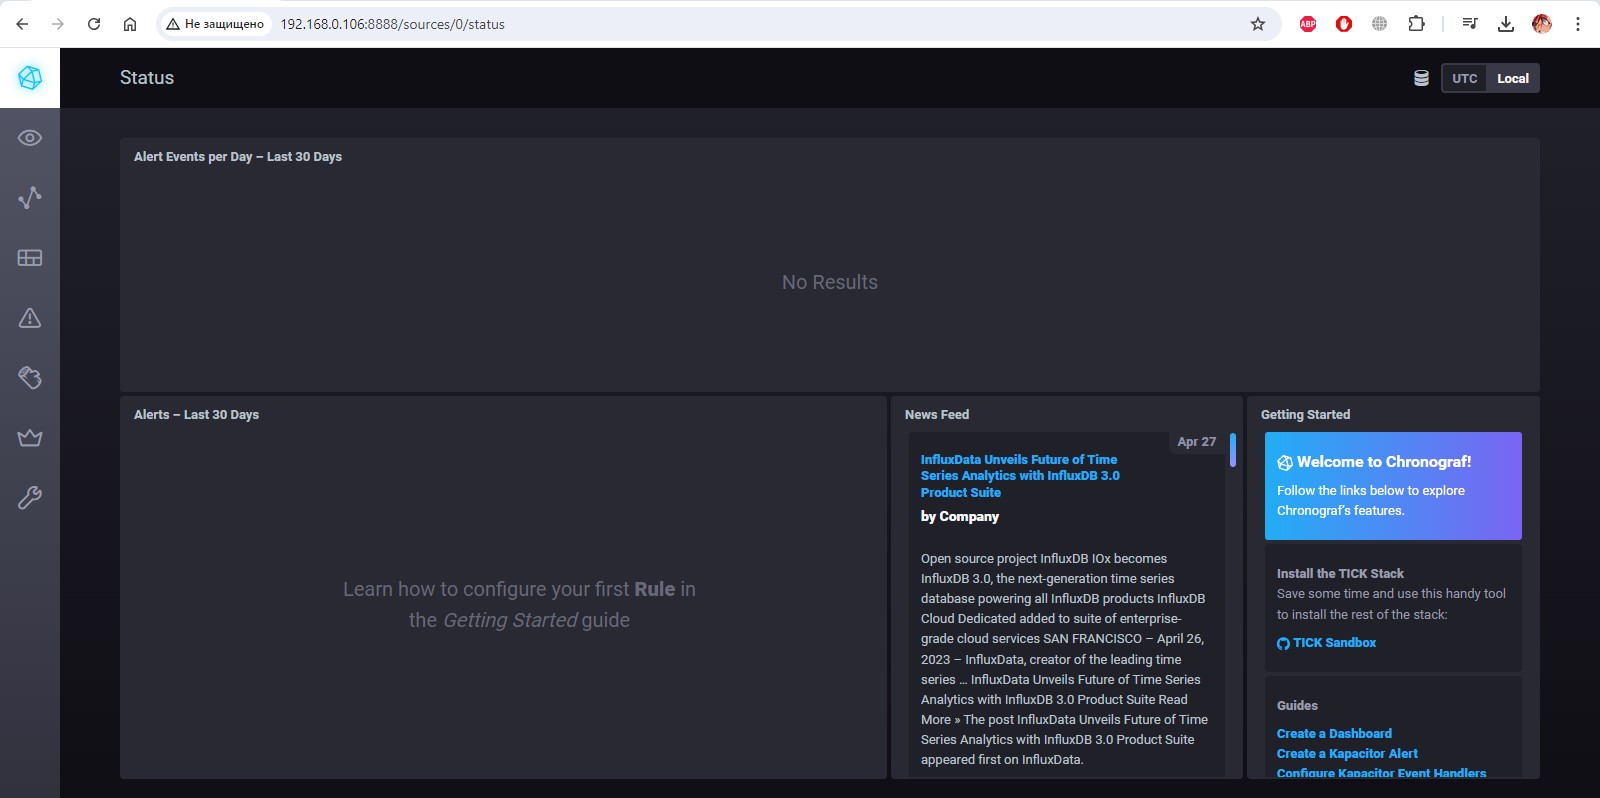 Не защищено
192.168.0.106:8888/sources/0/status
ABP
Status
UTC
Local
Alert Events per Day – Last 30 Days
No Results
Alerts – Last 30 Days
Learn how to configure your first Rule in
the Getting Started guide
News Feed
Apr 27
InfluxData Unveils Future of Time
Series Analytics with InfluxDB 3.0
Product Suite
by Company
Open source project InfluxDB IOx becomes
InfluxDB 3.0, the next-generation time series
database powering all InfluxDB products InfluxDB
Cloud Dedicated added to suite of enterprise-
grade cloud services SAN FRANCISCO – April 26,
2023 – InfluxData, creator of the leading time
series … InfluxData Unveils Future of Time Series
Analytics with InfluxDB 3.0 Product Suite Read
More » The post InfluxData Unveils Future of Time
Series Analytics with InfluxDB 3.0 Product Suite
appeared first on InfluxData.
Getting Started
Welcome to Chronograf!
Follow the links below to explore
Chronograf's features.
Install the TICK Stack
Save some time and use this handy tool
to install the rest of the stack:
TICK Sandbox
Guides
Create a Dashboard
Create a Kapacitor Alert
Configure Kapacitor Event Handlers